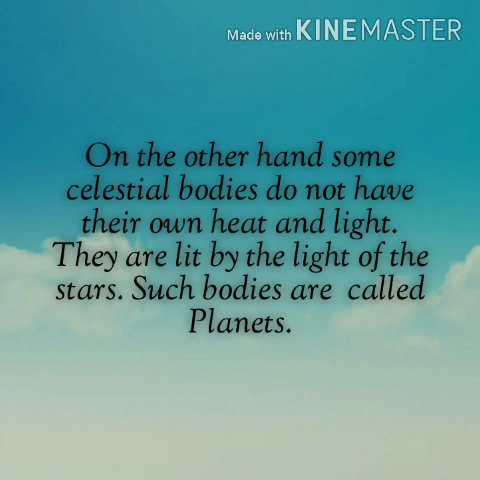 Made with KINEMASTER
On the other hand some
celestial bodies do not have
their own heat and light.
They are lit by the light of the
stars. Such bodies are called
Planets.